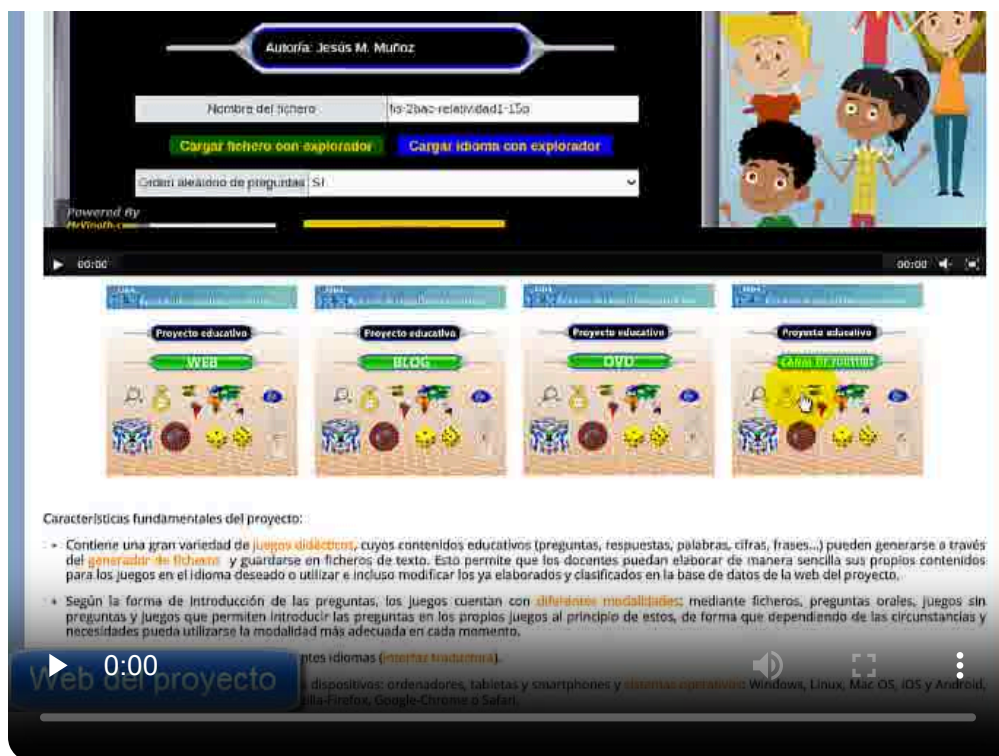 Autoría: Jesús M. Muñoz
Nombre del fichero fis-2bac-relatividad1-15p
Cargar fichero con explorador Cargar idioma con explorador
Orden aleatorio de preguntas SI
Powered By
00:00 00:00
Proyecto educativo Proyecto educativo Proyecto educativo Proyecto educativo
WEB BLOG DVD CANAL DE YOUTUBE
Características fundamentales del proyecto:
Contiene una gran variedad de juegos didácticos, cuyos contenidos educativos (preguntas, respuestas, palabras, cifras, frases...) pueden generarse a través
del generador de ficheros y guardarse en ficheros de texto. Esto permite que los docentes puedan elaborar de manera sencilla sus propios contenidos
para los juegos en el idioma deseado o utilizar e incluso modificar los ya elaborados y clasificados en la base de datos de la web del proyecto.
Según la forma de introducción de las preguntas, los juegos cuentan con diferentes modalidades: mediante ficheros, preguntas orales, juegos sin
preguntas y juegos que permiten introducir las preguntas en los propios juegos al principio de estos, de forma que dependiendo de las circunstancias y
necesidades pueda utilizarse la modalidad más adecuada en cada momento.
ntes idiomas (interfaz traductora).
0:00
Web del proyecto
dispositivos: ordenadores, tabletas y smartphones y sistemas operativos: Windows, Linux, Mac OS, iOS y Android,
illa-Firefox, Google-Chrome o Safari.